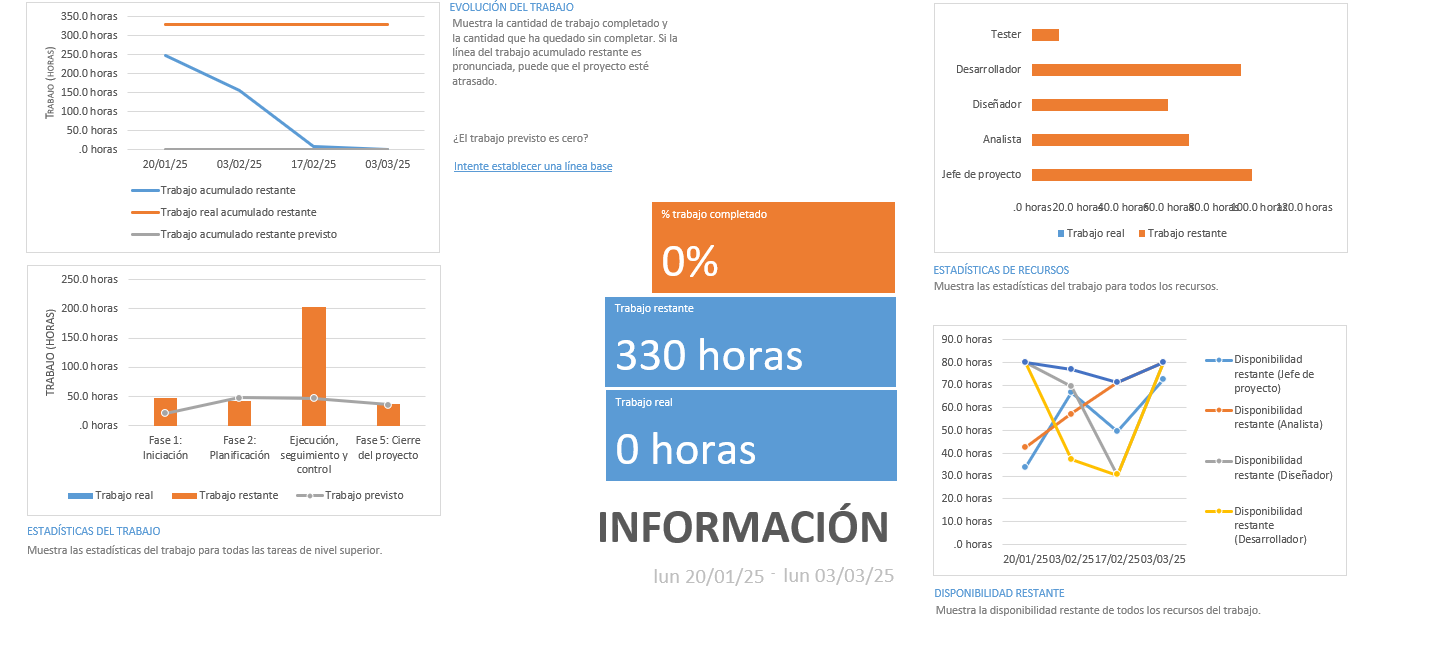 350.0 horas
300.0 horas
250.0 horas
200.0 horas
150.0 horas
100.0 horas
50.0 horas
.0 horas
TRABAJO (HORAS)
20/01/25 03/02/25 17/02/25 03/03/25
Trabajo acumulado restante
Trabajo real acumulado restante
Trabajo acumulado restante previsto
EVOLUCIÓN DEL TRABAJO
Muestra la cantidad de trabajo completado y
la cantidad que ha quedado sin completar. Si la
línea del trabajo acumulado restante es
pronunciada, puede que el proyecto esté
atrasado.
¿El trabajo previsto es cero?
Intente establecer una línea base
Tester
Desarrollador
Diseñador
Analista
Jefe de proyecto
.0 horas 20.0 horas 40.0 horas 60.0 horas 80.0 horas 100.0 horas 120.0 horas
Trabajo real Trabajo restante
ESTADÍSTICAS DE RECURSOS
Muestra las estadísticas del trabajo para todos los recursos.
% trabajo completado
0%
Trabajo restante
330 horas
Trabajo real
0 horas
INFORMACIÓN
lun 20/01/25 - lun 03/03/25
250.0 horas
200.0 horas
150.0 horas
100.0 horas
50.0 horas
.0 horas
TRABAJO (HORAS)
Fase 1:
Iniciación
Fase 2:
Planificación
Ejecución,
seguimiento y
control
Fase 5: Cierre
del proyecto
Trabajo real Trabajo restante Trabajo previsto
ESTADÍSTICAS DEL TRABAJO
Muestra las estadísticas del trabajo para todas las tareas de nivel superior.
90.0 horas
80.0 horas
70.0 horas
60.0 horas
50.0 horas
40.0 horas
30.0 horas
20.0 horas
10.0 horas
.0 horas
20/01/25 03/02/25 17/02/25 03/03/25
Disponibilidad
restante (Jefe de
proyecto)
Disponibilidad
restante (Analista)
Disponibilidad
restante (Diseñador)
Disponibilidad
restante
(Desarrollador)
DISPONIBILIDAD RESTANTE
Muestra la disponibilidad restante de todos los recursos del trabajo.